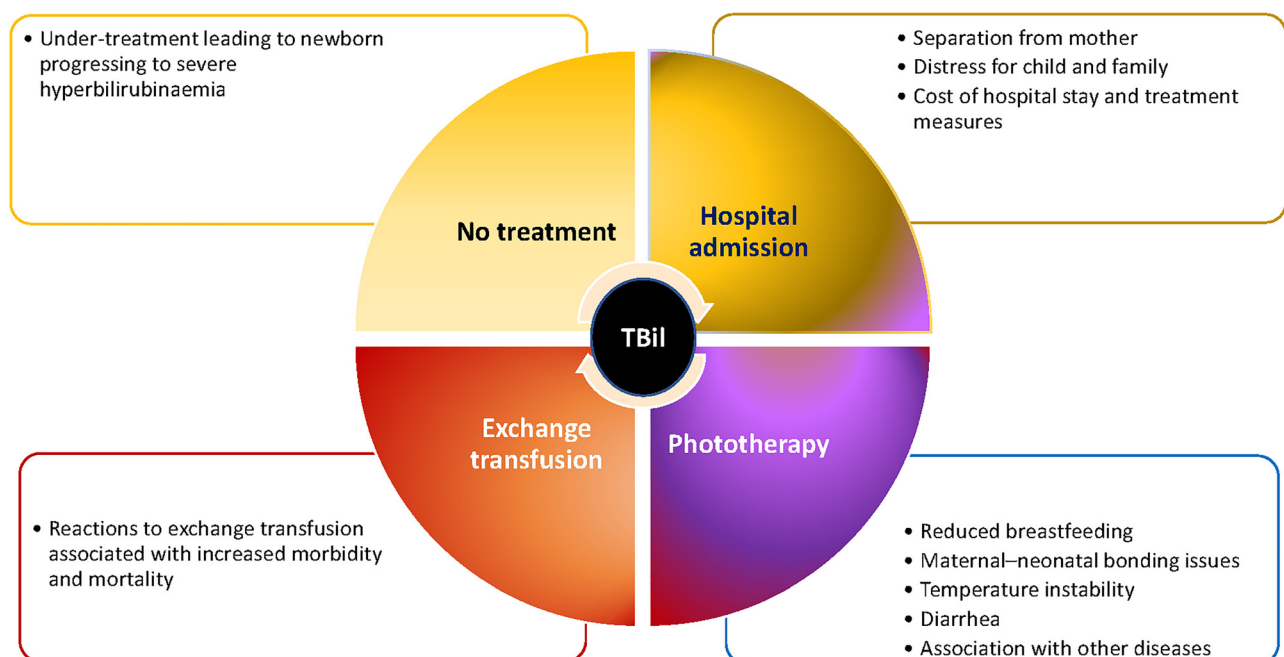 • Under-treatment leading to newborn
progressing to severe
hyperbilirubinaemia
• Separation from mother
• Distress for child and family
• Cost of hospital stay and treatment
measures
No treatment
Hospital
admission
TBil
Exchange
transfusion
Phototherapy
• Reactions to exchange transfusion
associated with increased morbidity
and mortality
• Reduced breastfeeding
• Maternal–neonatal bonding issues
• Temperature instability
• Diarrhea
• Association with other diseases